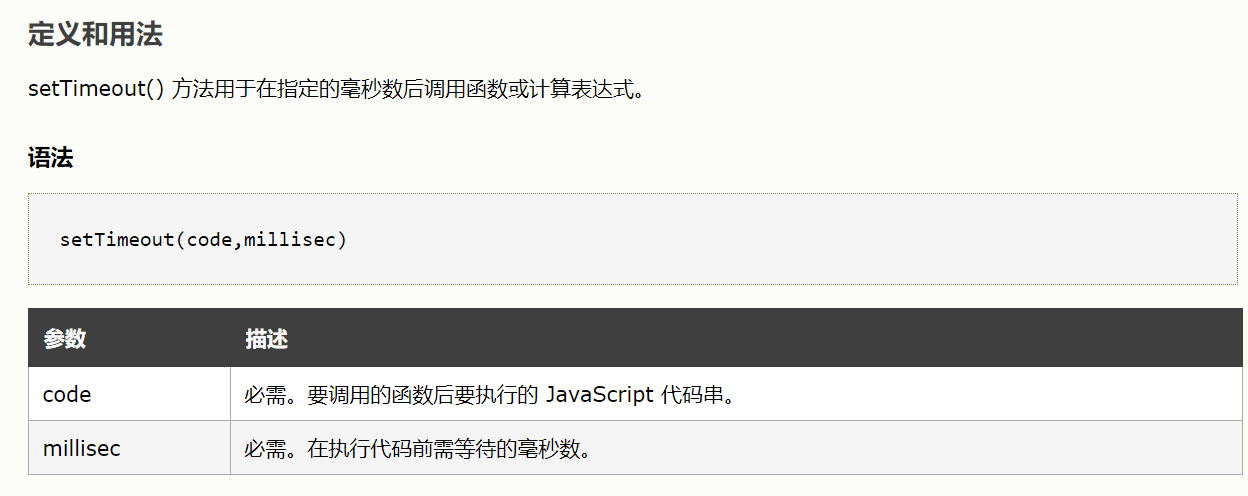 定义和用法
setTimeout() 方法用于在指定的毫秒数后调用函数或计算表达式。
语法
setTimeout(code,millisec)
参数 描述
code 必需。要调用的函数后要执行的 JavaScript 代码串。
millisec 必需。在执行代码前需等待的毫秒数。